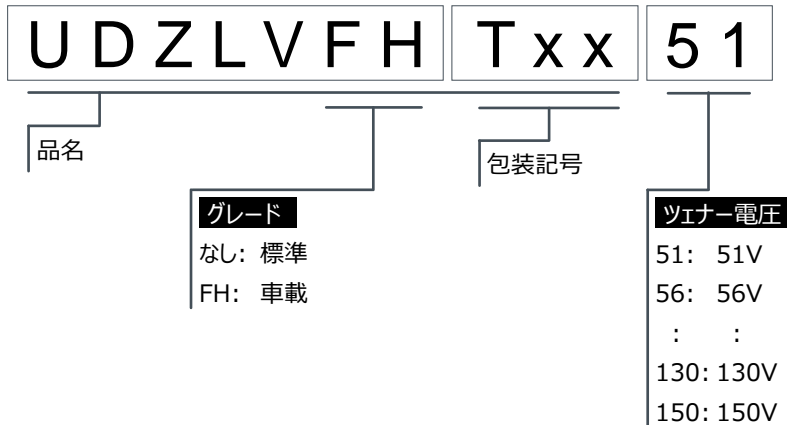 UDZLVFH Txx 51
品名
包装記号
グレード
なし: 標準
FH: 車載
ツェナー電圧
51: 51V
56: 56V
: :
130: 130V
150: 150V